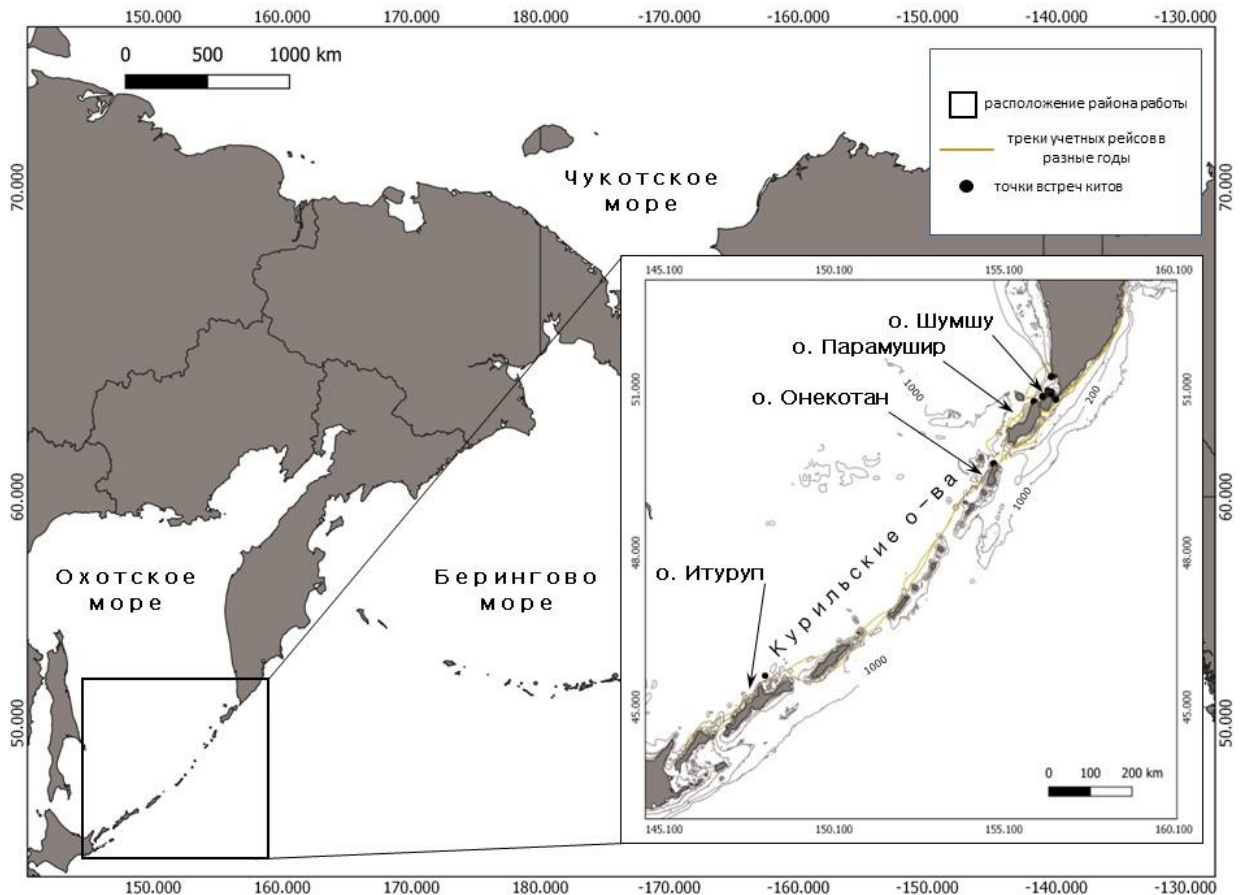 150.000 160.000 170.000 180.000 -170.000 -160.000 -150.000 -140.000 -130.000
0 500 1000 km
расположение района работы
треки учетных рейсов в
разные годы
точки встреч китов
70.000
70.000
Чукотское
море
145.100 150.100 155.100 160.100
о. Шумшу
о. Парамушир
о. Онекотан
51.000
51.000
1000
200
60.000
60.000
1000
Курильские о-ва
48.000
48.000
Охотское
море
Берингово
море
о. Итуруп
1000
45.000
45.000
50.000
50.000
0 100 200 km
145.100 150.100 155.100 160.100
150.000 160.000 170.000 180.000 -170.000 -160.000 -150.000 -140.000 -130.000